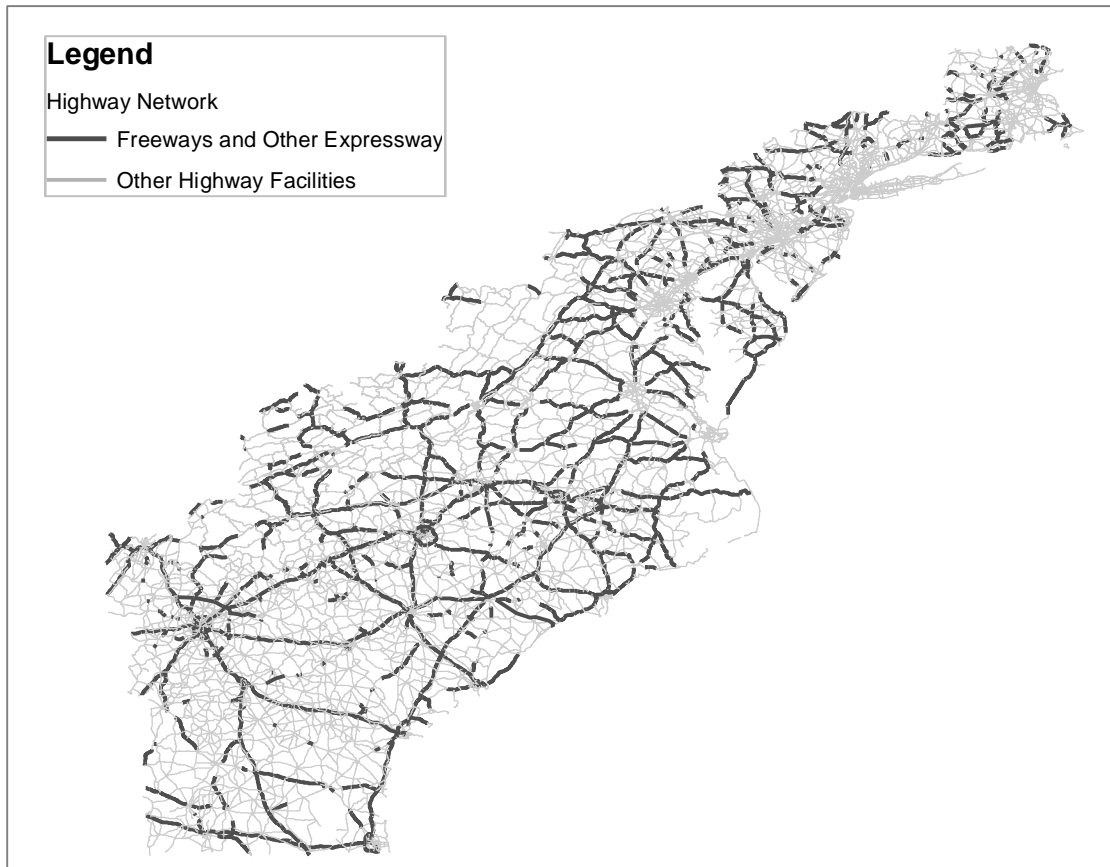 Legend
Highway Network
Freeways and Other Expressway
Other Highway Facilities